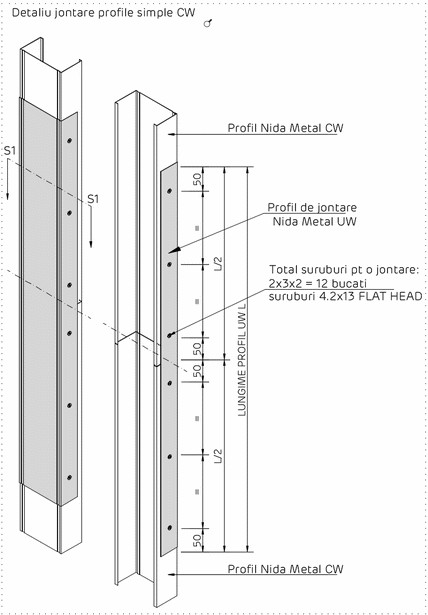 Detaliu jontare profile simple CW
Profil Nida Metal CW
S1
S1
50
=
L/2
Profil de jontare
Nida Metal UW
=
Total suruburi pt o jontare:
2x3x2 = 12 bucati
suruburi 4.2x13 FLAT HEAD
50
50
LUNGIME PROFIL UW L
=
L/2
=
50
Profil Nida Metal CW